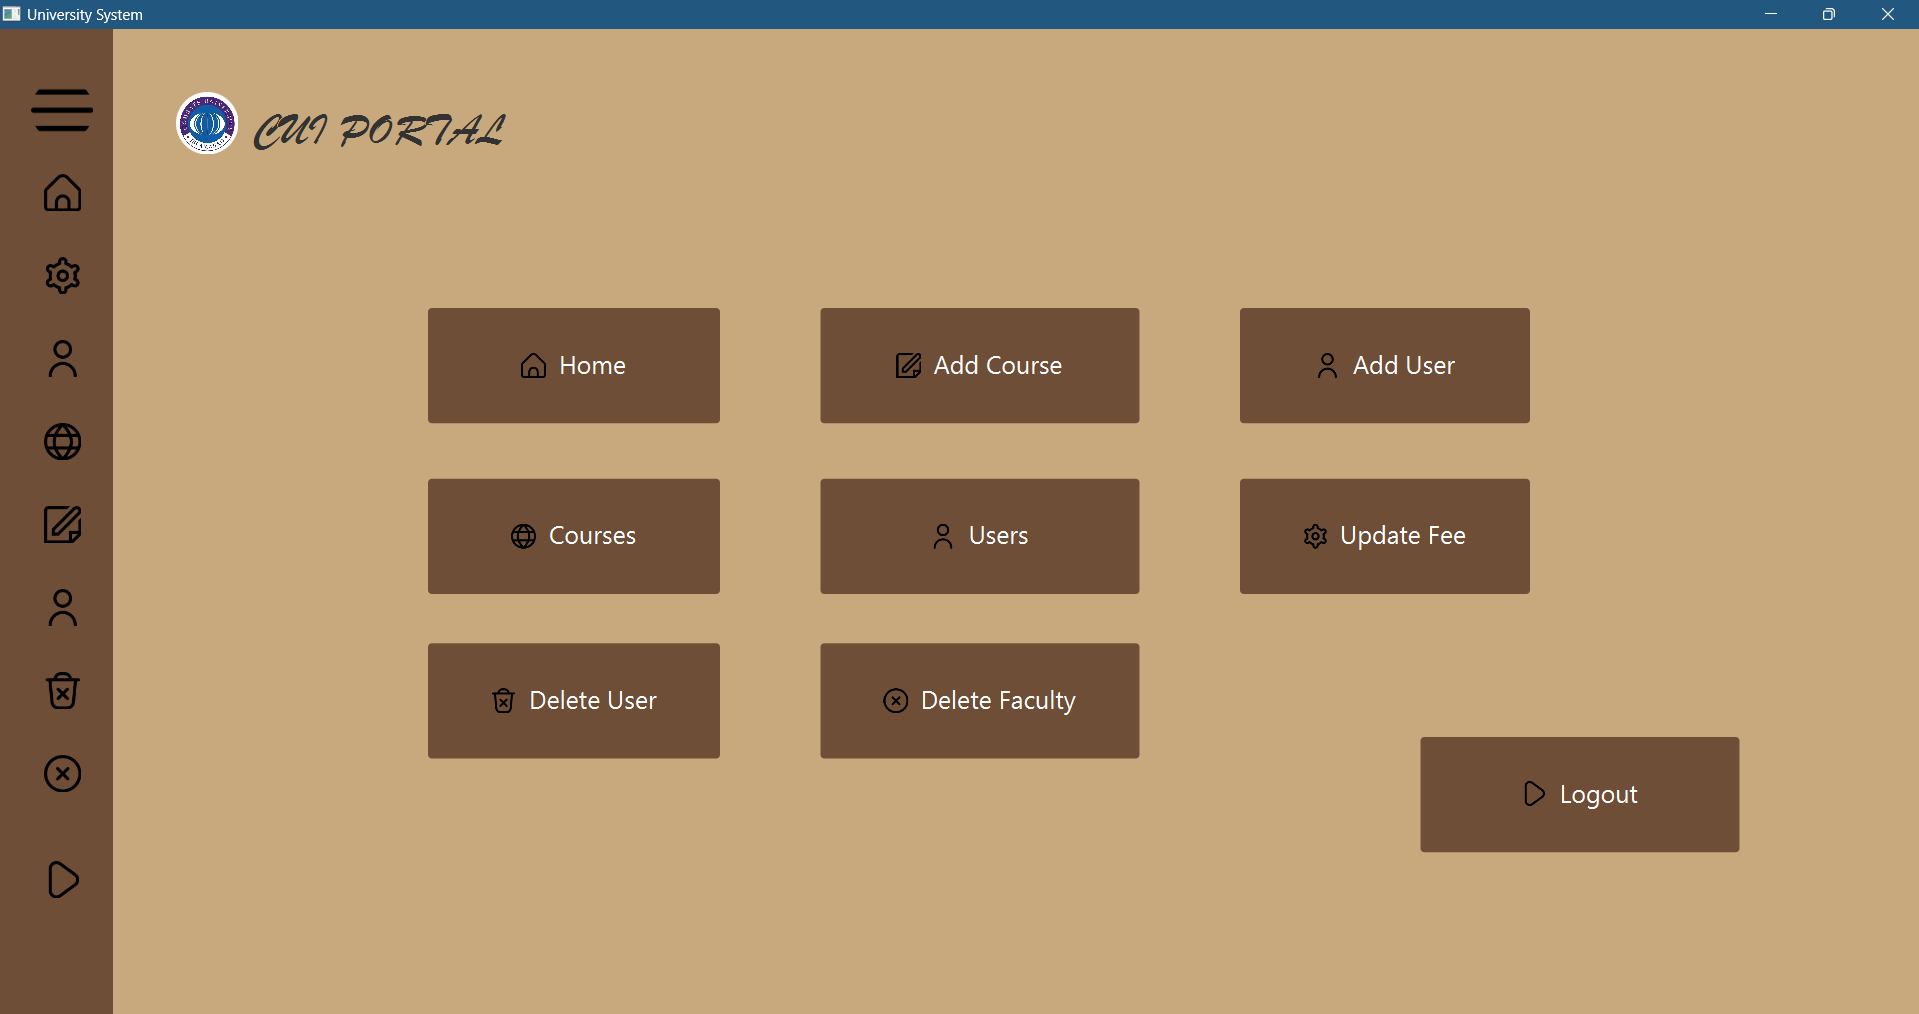 University System
CUI PORTAL
Home
Add Course
Add User
Courses
Users
Update Fee
Delete User
Delete Faculty
Logout